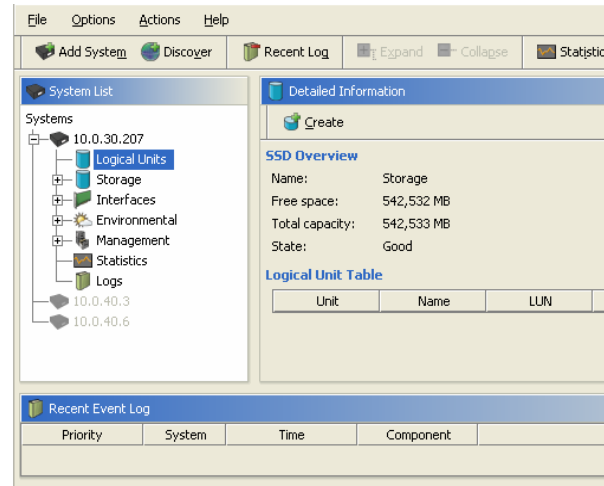 File Options Actions Help
Add System Discover Recent Log Expand Collapse Statistic
System List
Systems
10.0.30.207
Logical Units
Storage
Interfaces
Environmental
Management
Statistics
Logs
10.0.40.3
10.0.40.6
Detailed Information
Create
SSD Overview
Name: Storage
Free space: 542,532 MB
Total capacity: 542,533 MB
State: Good
Logical Unit Table
Unit Name LUN
Recent Event Log
Priority System Time Component